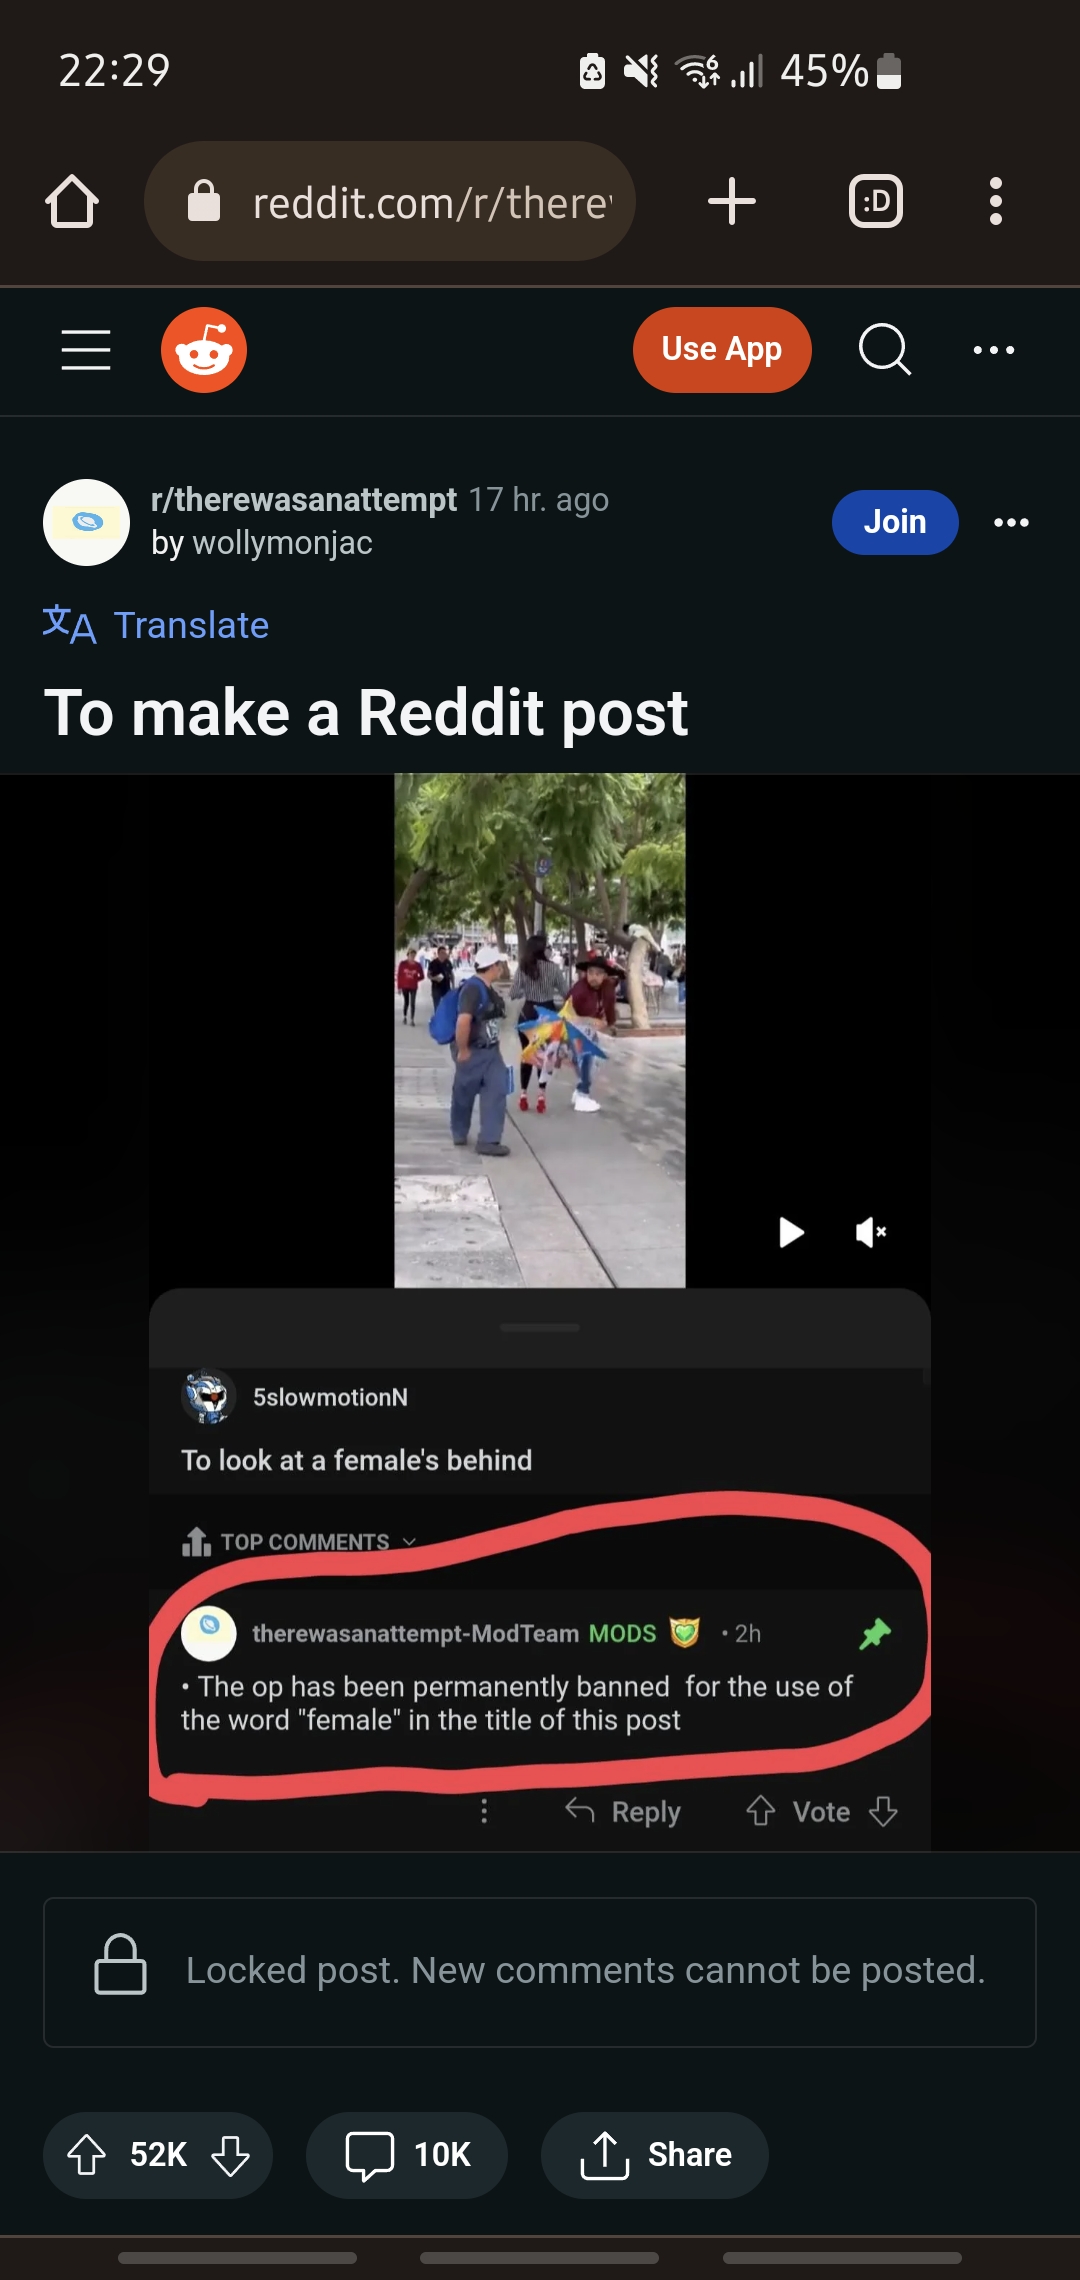 22:29
6
45%
reddit.com/r/there
:D
Use App
r/therewasanattempt 17 hr. ago
Join
by wollymonjac
文A Translate
To make a Reddit post
5slowmotionN
To look at a female's behind
TOP COMMENTS
therewasanattempt-ModTeam MODS • 2h
• The op has been permanently banned for the use of
the word "female" in the title of this post
Reply Vote
Locked post. New comments cannot be posted.
52K 10K Share